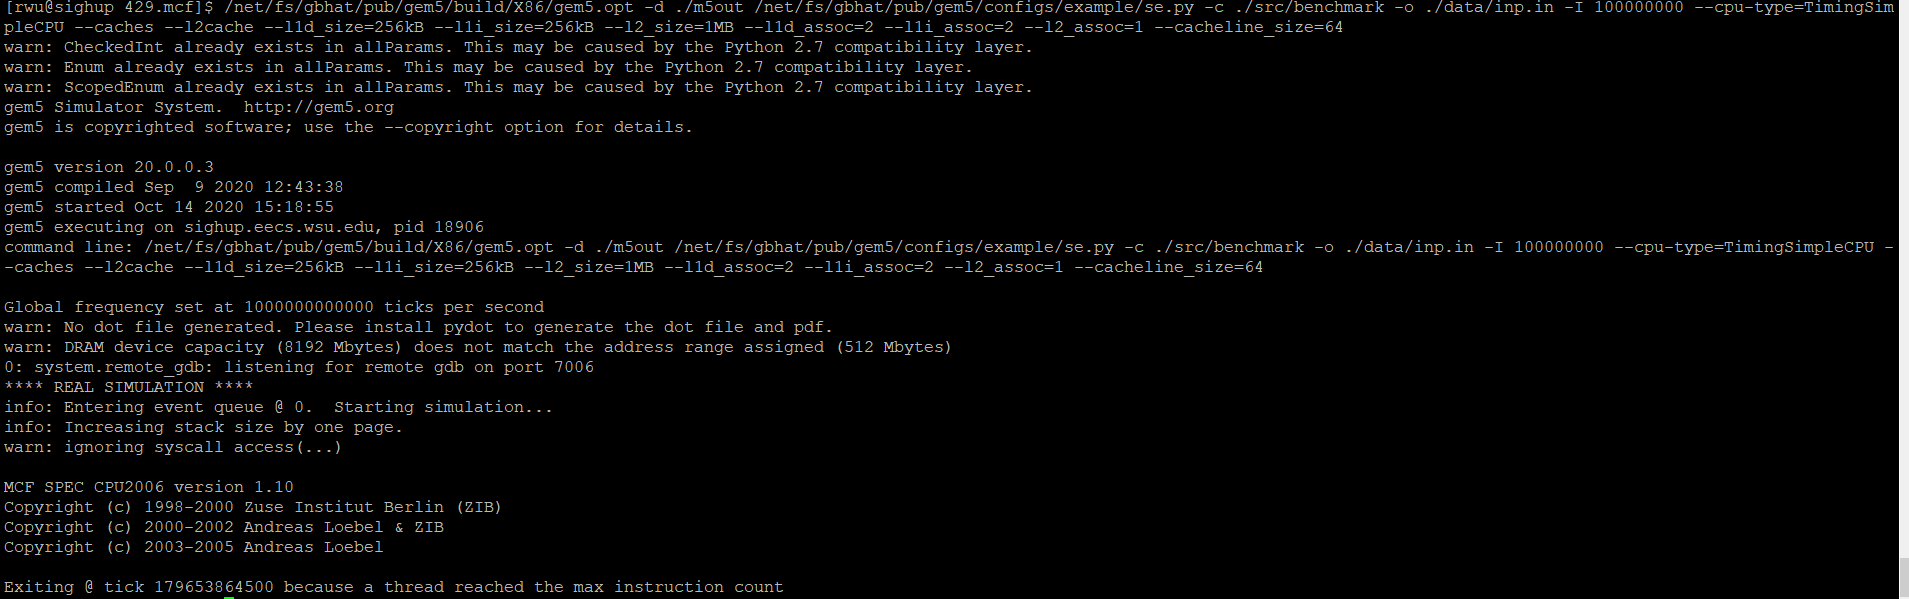 [rwu@sighup 429.mcf]$ /net/fs/gbhat/pub/gem5/build/X86/gem5.opt -d ./m5out /net/fs/gbhat/pub/gem5/configs/example/se.py -c ./src/benchmark -o ./data/inp.in -I 100000000 --cpu-type=TimingSim
pleCPU --caches --l2cache --l1d_size=256kB --l1i_size=256kB --l2_size=1MB --l1d_assoc=2 --l1i_assoc=2 --l2_assoc=1 --cacheline_size=64
warn: CheckedInt already exists in allParams. This may be caused by the Python 2.7 compatibility layer.
warn: Enum already exists in allParams. This may be caused by the Python 2.7 compatibility layer.
warn: ScopedEnum already exists in allParams. This may be caused by the Python 2.7 compatibility layer.
gem5 Simulator System.  http://gem5.org
gem5 is copyrighted software; use the --copyright option for details.

gem5 version 20.0.0.3
gem5 compiled Sep  9 2020 12:43:38
gem5 started Oct 14 2020 15:18:55
gem5 executing on sighup.eecs.wsu.edu, pid 18906
command line: /net/fs/gbhat/pub/gem5/build/X86/gem5.opt -d ./m5out /net/fs/gbhat/pub/gem5/configs/example/se.py -c ./src/benchmark -o ./data/inp.in -I 100000000 --cpu-type=TimingSimpleCPU -
-caches --l2cache --l1d_size=256kB --l1i_size=256kB --l2_size=1MB --l1d_assoc=2 --l1i_assoc=2 --l2_assoc=1 --cacheline_size=64

Global frequency set at 1000000000000 ticks per second
warn: No dot file generated. Please install pydot to generate the dot file and pdf.
warn: DRAM device capacity (8192 Mbytes) does not match the address range assigned (512 Mbytes)
0: system.remote_gdb: listening for remote gdb on port 7006
**** REAL SIMULATION ****
info: Entering event queue @ 0.  Starting simulation...
info: Increasing stack size by one page.
warn: ignoring syscall access(...)

MCF SPEC CPU2006 version 1.10
Copyright (c) 1998-2000 Zuse Institut Berlin (ZIB)
Copyright (c) 2000-2002 Andreas Loebel & ZIB
Copyright (c) 2003-2005 Andreas Loebel

Exiting @ tick 179653864500 because a thread reached the max instruction count